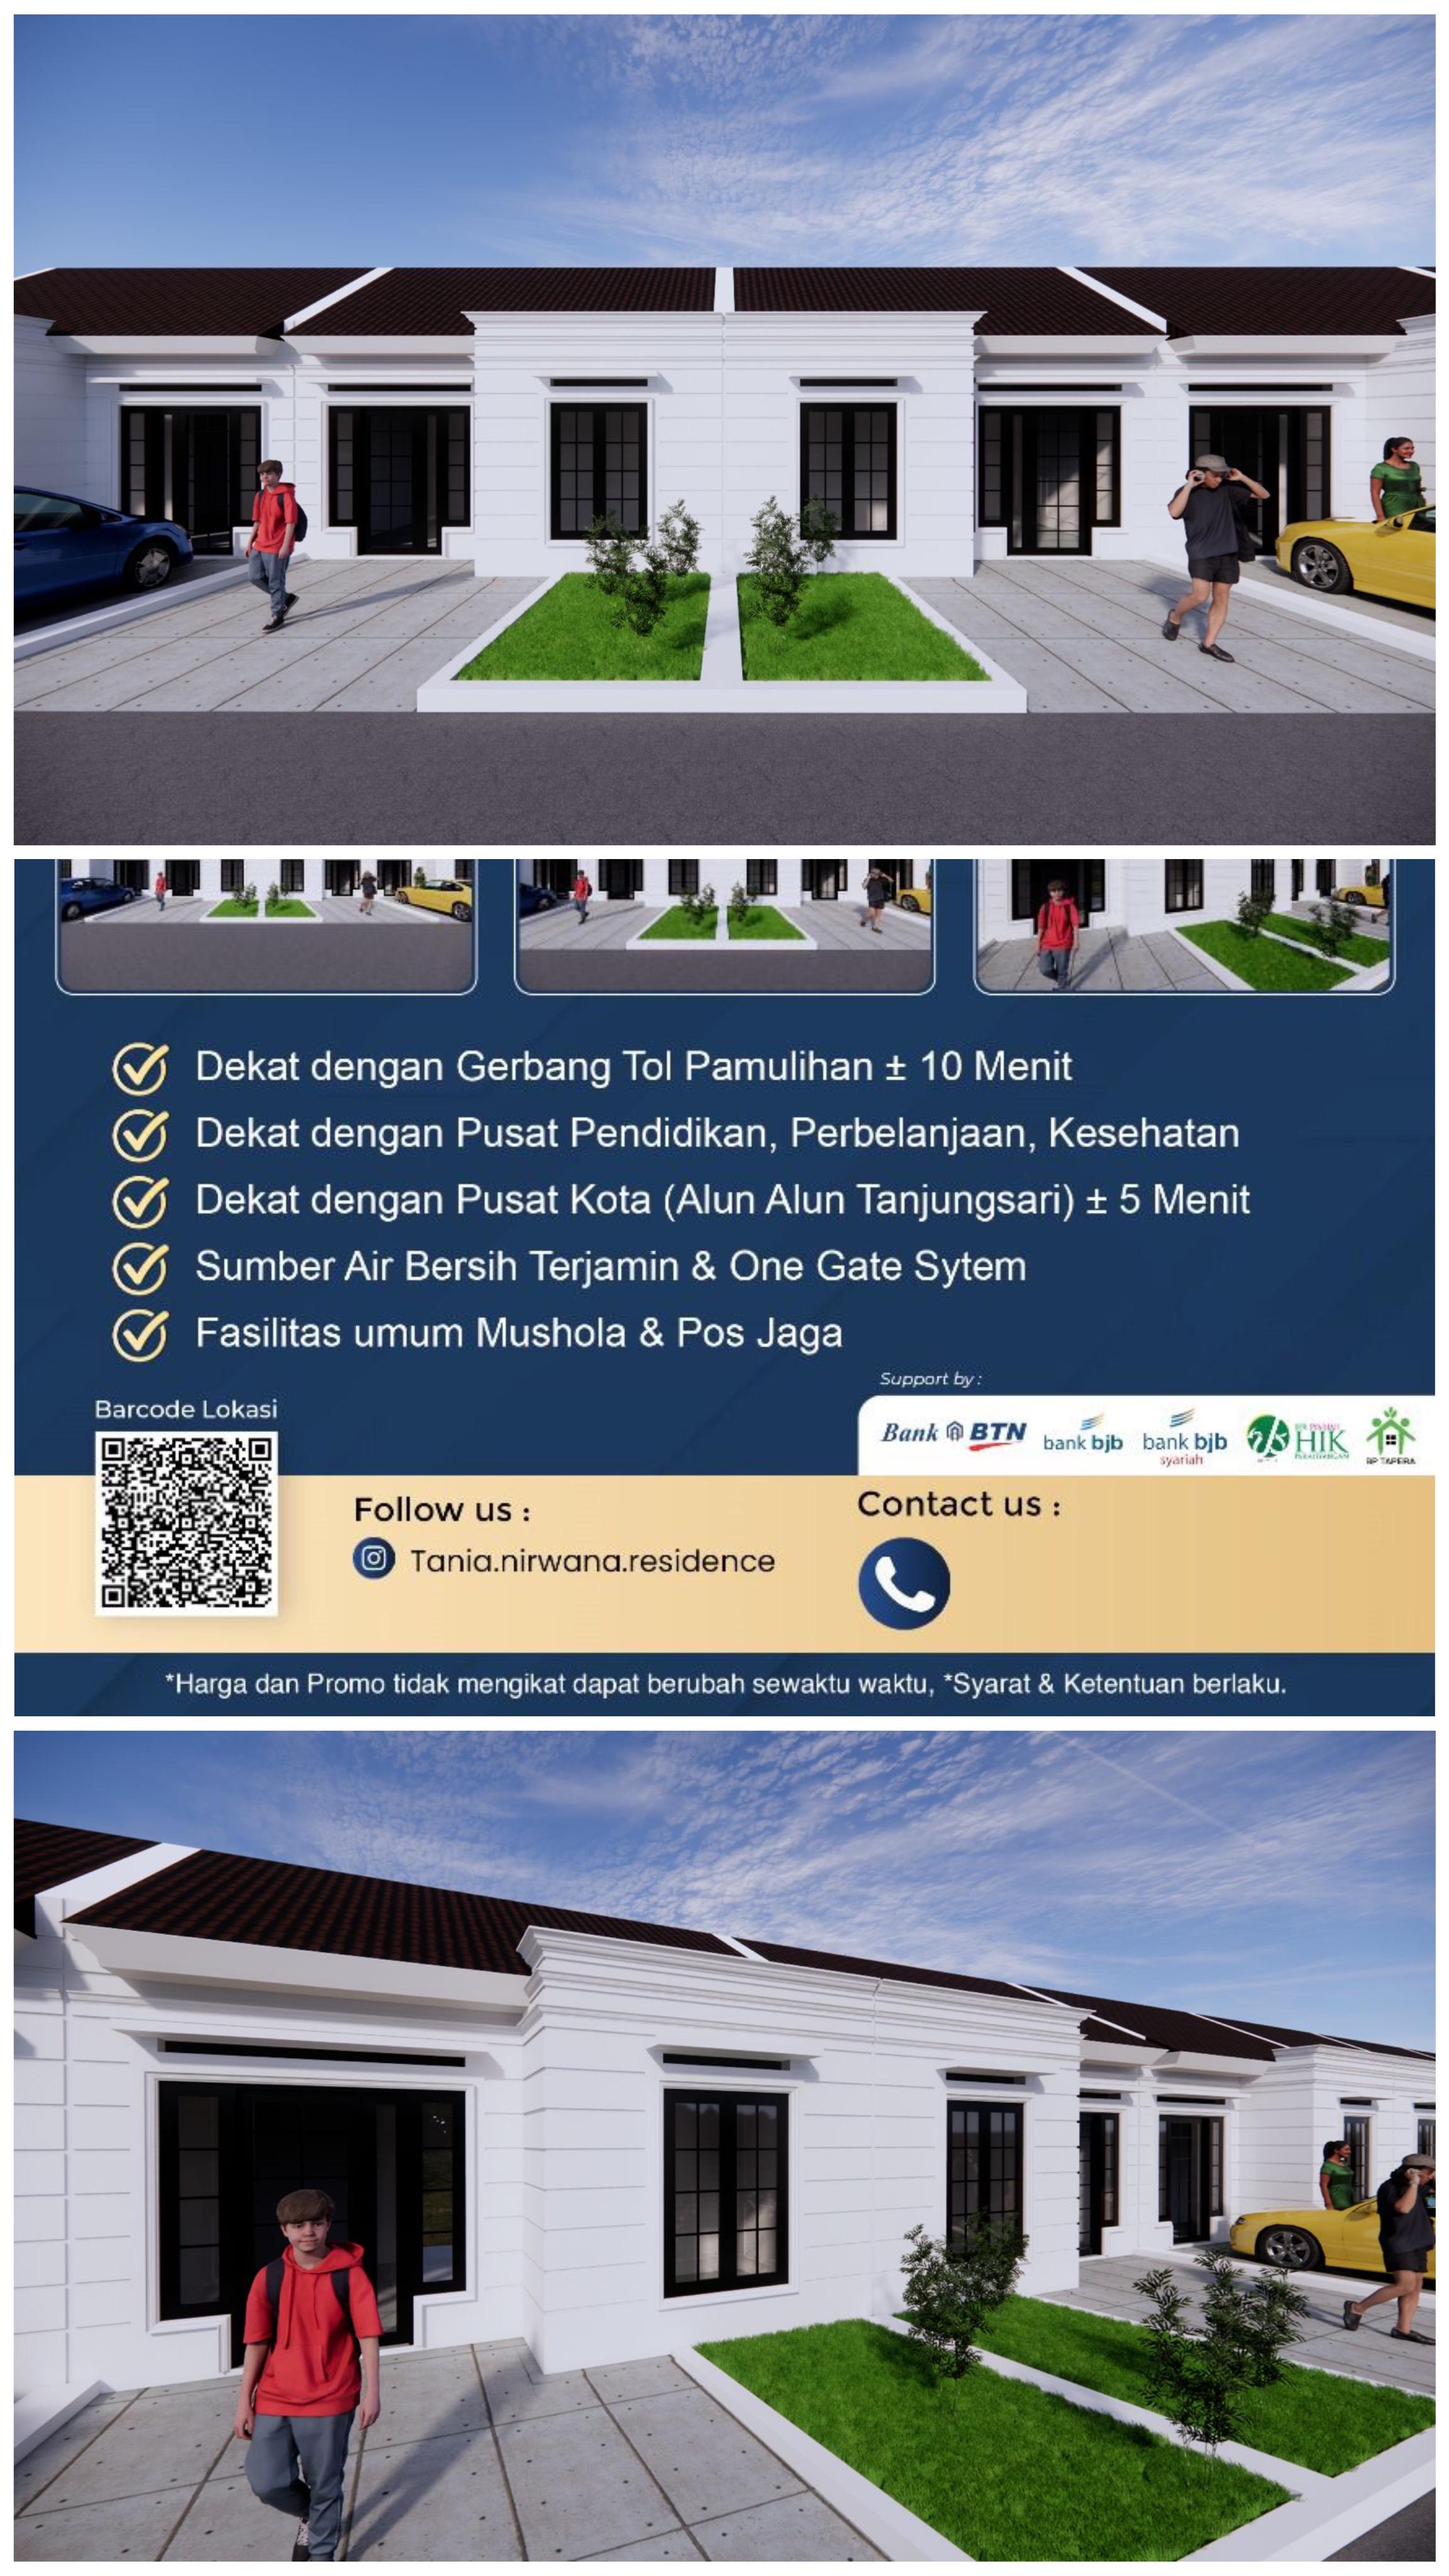 Dekat dengan Gerbang Tol Pamulihan ± 10 Menit
Dekat dengan Pusat Pendidikan, Perbelanjaan, Kesehatan
Dekat dengan Pusat Kota (Alun Alun Tanjungsari) ± 5 Menit
Sumber Air Bersih Terjamin & One Gate Sytem
Fasilitas umum Mushola & Pos Jaga
Support by :
Bank BTN
bank bjb
bank bjb
syariah
HIK
BP TAPERA
Barcode Lokasi
Follow us :
Tania.nirwana.residence
Contact us :
*Harga dan Promo tidak mengikat dapat berubah sewaktu waktu, *Syarat & Ketentuan berlaku.